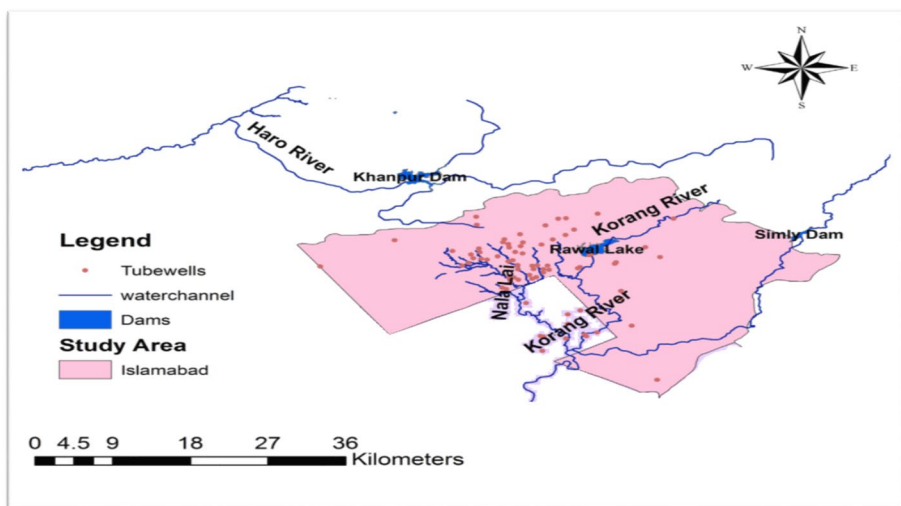 N
W E
S
Haro River
Khanpur Dam
Korang River
Rawal Lake
Simly Dam
Nala Lai
Korang River
Legend
Tubewells
waterchannel
Dams
Study Area
Islamabad
0 4.5 9 18 27 36
Kilometers